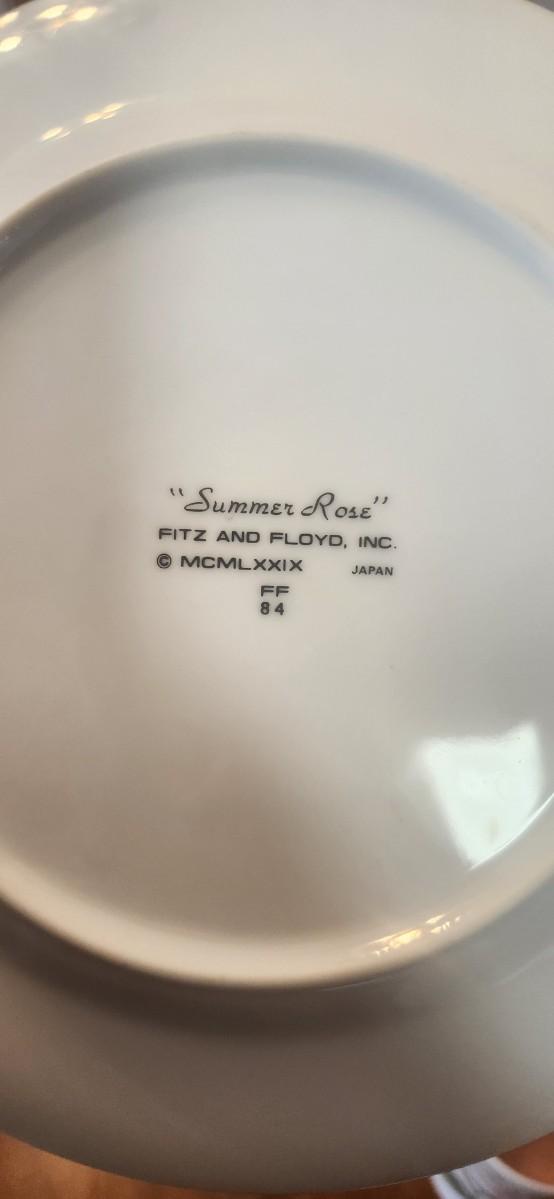 "Summer Rose"
FITZ AND FLOYD, INC.
© MCMLXXIX JAPAN
FF
84